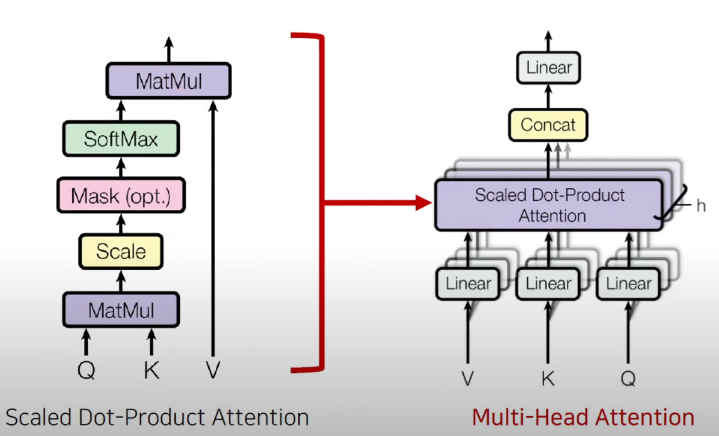 MatMul
SoftMax
Mask (opt.)
Scale
MatMul
Q K V
Scaled Dot-Product Attention
Linear
Concat
Scaled Dot-Product
Attention
h
Linear Linear Linear
V K Q
Multi-Head Attention